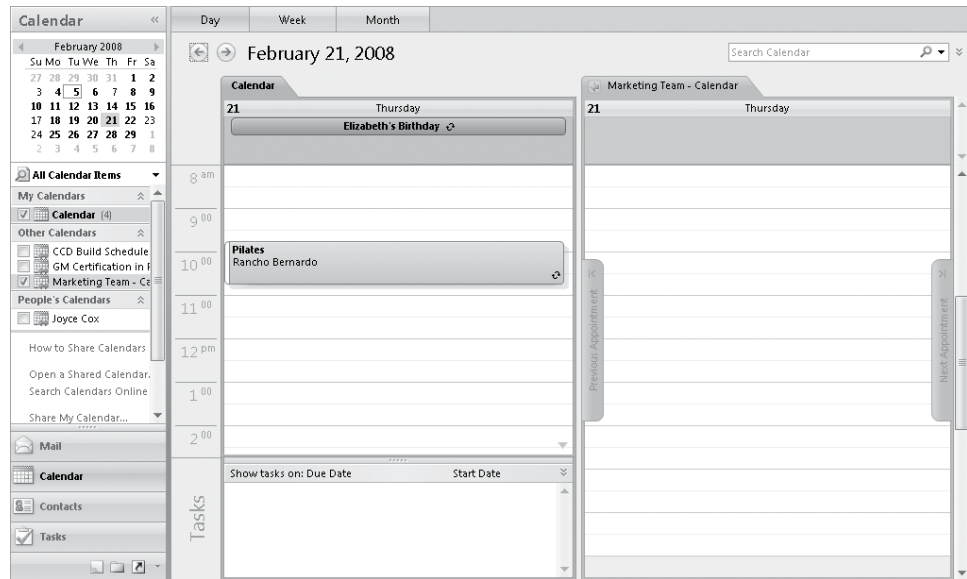 Calendar «
Day Week Month
February 2008
Su Mo Tu We Th Fr Sa
27 28 29 30 31 1 2
3 4 5 6 7 8 9
10 11 12 13 14 15 16
17 18 19 20 21 22 23
24 25 26 27 28 29 1
2 3 4 5 6 7 8
All Calendar Items
My Calendars
Calendar (4)
Other Calendars
CCD Build Schedule
GM Certification in
Marketing Team - Ca
People's Calendars
Joyce Cox
How to Share Calendars
Open a Shared Calendar.
Search Calendars Online
Share My Calendar...
Mail
Calendar
Contacts
Tasks
February 21, 2008
Search Calendar
Calendar
21 Thursday
Elizabeth's Birthday
8 am
9 00
Pilates
Rancho Bernardo
10 00
11 00
12 pm
1 00
2 00
Tasks
Show tasks on: Due Date Start Date
Marketing Team - Calendar
21 Thursday
Previous Appointment
Next Appointment